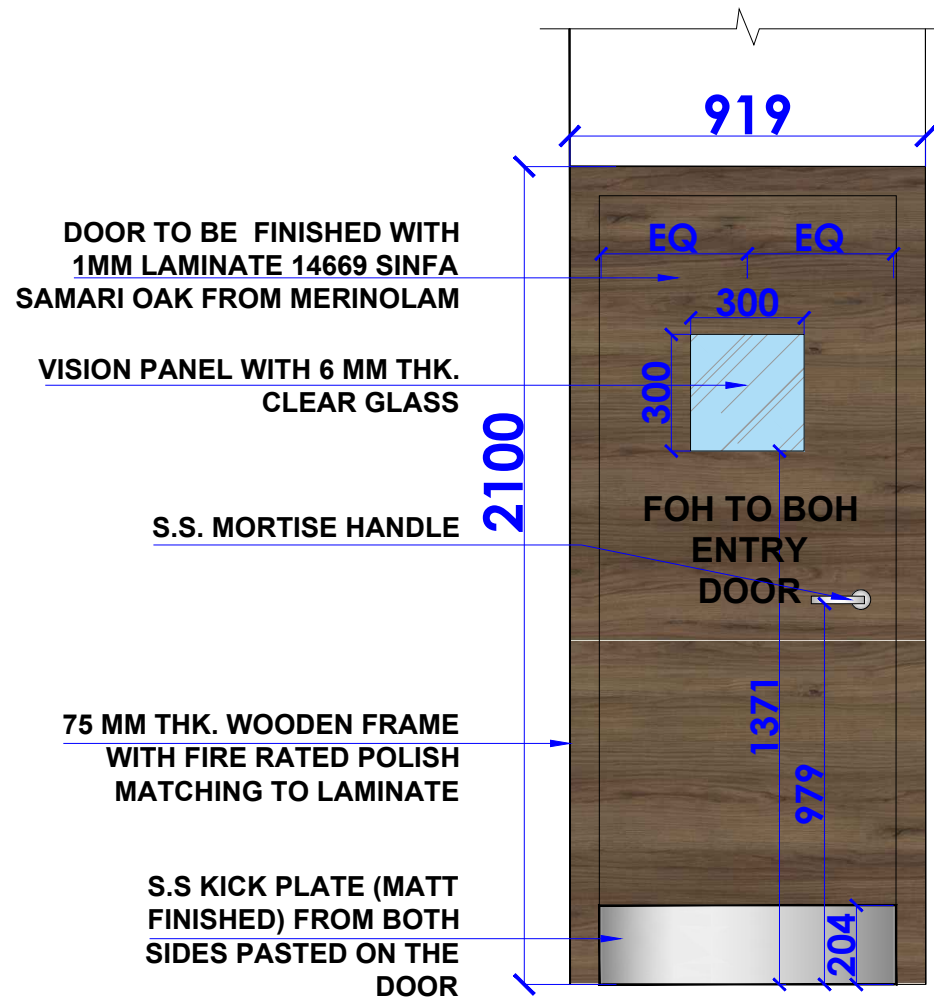 919
DOOR TO BE FINISHED WITH
1MM LAMINATE 14669 SINFA
SAMARI OAK FROM MERINOLAM
EQ EQ
300
VISION PANEL WITH 6 MM THK.
CLEAR GLASS
300
2100
S.S. MORTISE HANDLE
FOH TO BOH
ENTRY
DOOR
75 MM THK. WOODEN FRAME
WITH FIRE RATED POLISH
MATCHING TO LAMINATE
1371
979
S.S KICK PLATE (MATT
FINISHED) FROM BOTH
SIDES PASTED ON THE
DOOR
204